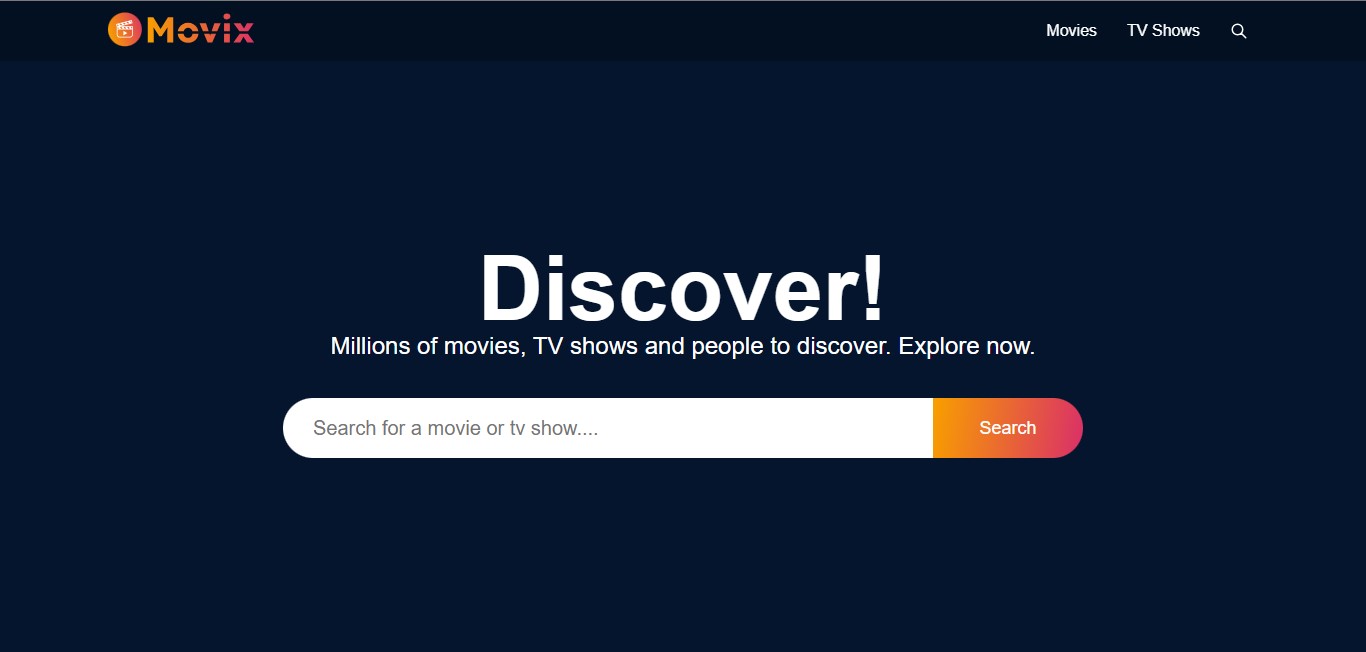 Movix
Movies
TV Shows
Discover!
Millions of movies, TV shows and people to discover. Explore now.
Search for a movie or tv show....
Search